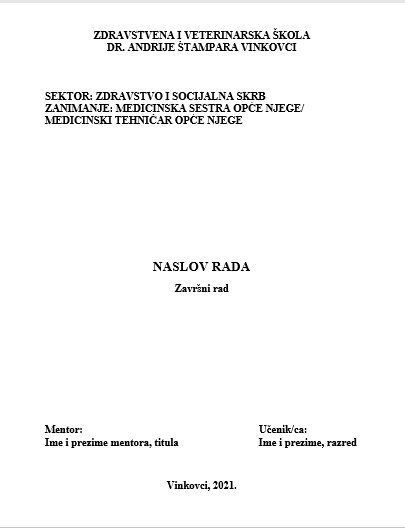 ZDRAVSTVENA I VETERINARSKA ŠKOLA
DR. ANDRIJE ŠTAMPARA VINKOVCI
SEKTOR: ZDRAVSTVO I SOCIJALNA SKRB
ZANIMANJE: MEDICINSKA SESTRA OPĆE NJEGE/
MEDICINSKI TEHNIČAR OPĆE NJEGE
NASLOV RADA
Završni rad
Mentor: Učenik/ca:
Ime i prezime mentora, titula Ime i prezime, razred
Vinkovci, 2021.